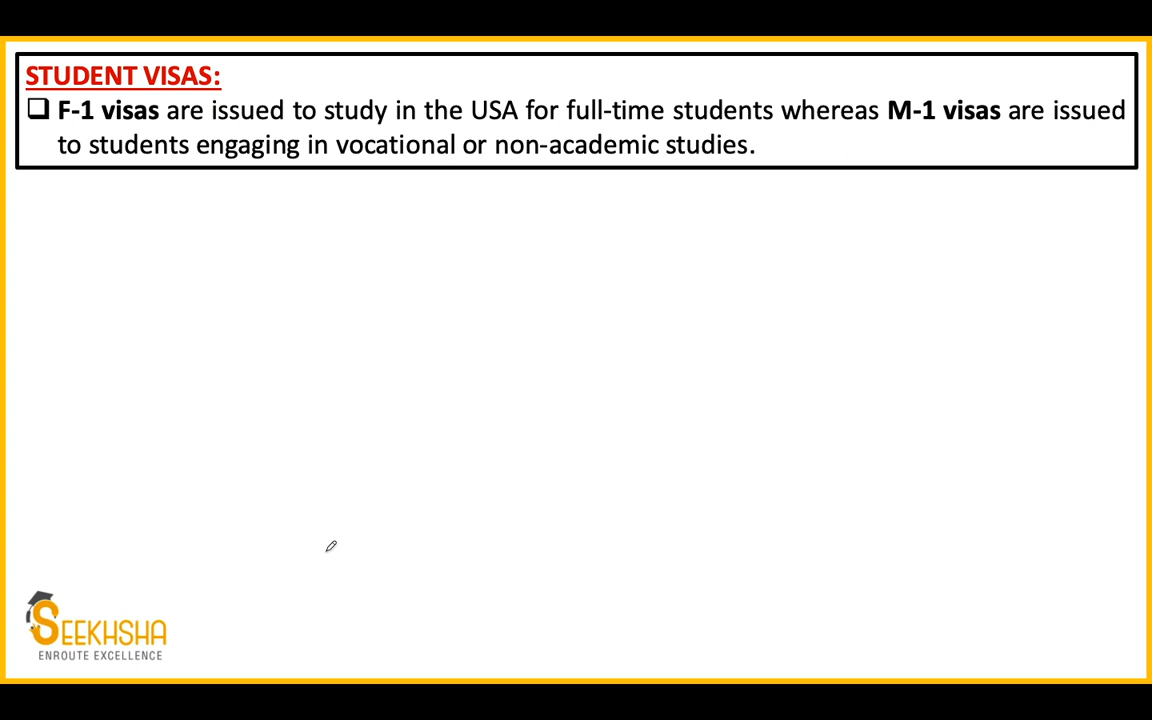 STUDENT VISAS:
❑ F-1 visas are issued to study in the USA for full-time students whereas M-1 visas are issued
to students engaging in vocational or non-academic studies.
SEEKHSHA
ENROUTE EXCELLENCE